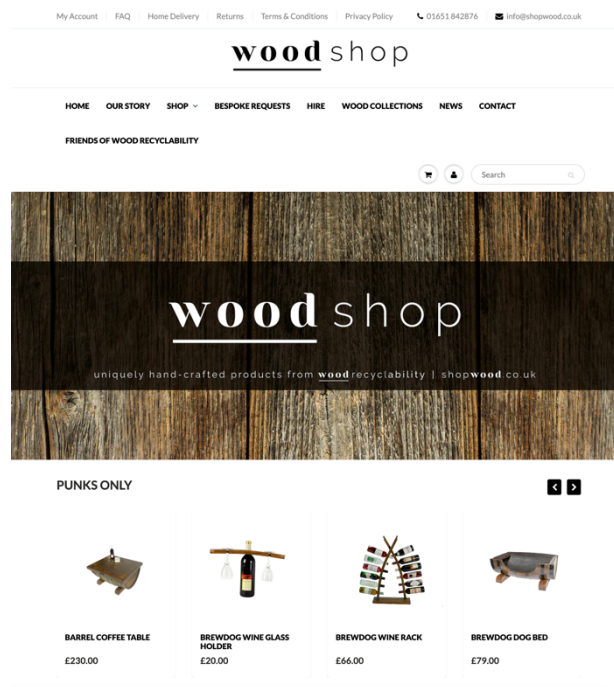 My Account FAQ Home Delivery Returns Terms & Conditions Privacy Policy 01651 842876 info@shopwood.co.uk
wood shop
HOME OUR STORY SHOP BESPOKE REQUESTS HIRE WOOD COLLECTIONS NEWS CONTACT
FRIENDS OF WOOD RECYCLABILITY
Search
wood shop
uniquely hand-crafted products from wood recyclability | shopwood.co.uk
PUNKS ONLY
BARREL COFFEE TABLE BREWDOG WINE GLASS HOLDER BREWDOG WINE RACK BREWDOG DOG BED
£230.00 £20.00 £66.00 £79.00